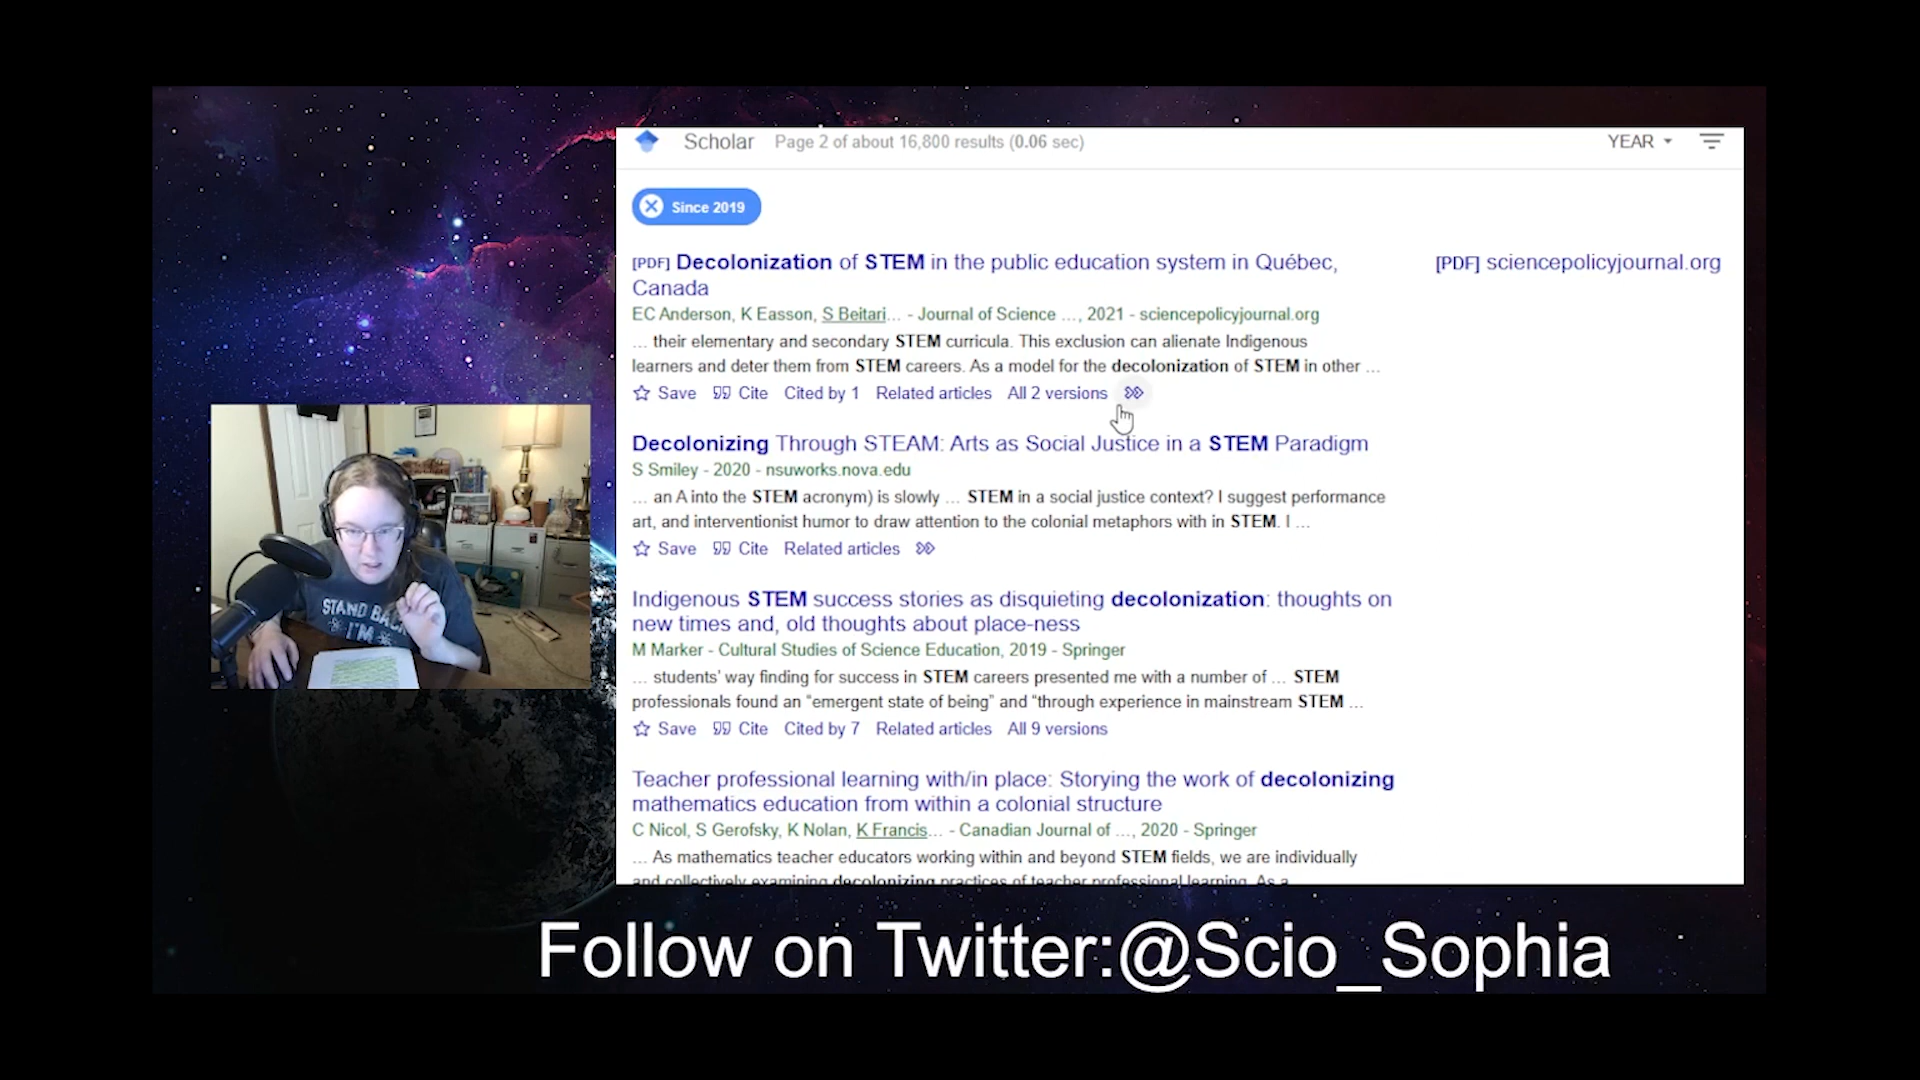 Scholar Page 2 of about 16,800 results (0.06 sec) YEAR
Since 2019
[PDF] Decolonization of STEM in the public education system in Québec, [PDF] sciencepolicyjournal.org
Canada
EC Anderson, K Easson, S Beitari... - Journal of Science ..., 2021 - sciencepolicyjournal.org
... their elementary and secondary STEM curricula. This exclusion can alienate Indigenous
learners and deter them from STEM careers. As a model for the decolonization of STEM in other ...
Save Cite Cited by 1 Related articles All 2 versions
Decolonizing Through STEAM: Arts as Social Justice in a STEM Paradigm
S Smiley - 2020 - nsuworks.nova.edu
... an A into the STEM acronym) is slowly ... STEM in a social justice context? I suggest performance
art, and interventionist humor to draw attention to the colonial metaphors with in STEM. I ...
Save Cite Related articles
Indigenous STEM success stories as disquieting decolonization: thoughts on
new times and, old thoughts about place-ness
M Marker - Cultural Studies of Science Education, 2019 - Springer
... students' way finding for success in STEM careers presented me with a number of ... STEM
professionals found an “emergent state of being” and “through experience in mainstream STEM ...
Save Cite Cited by 7 Related articles All 9 versions
Teacher professional learning with/in place: Storying the work of decolonizing
mathematics education from within a colonial structure
C Nicol, S Gerofsky, K Nolan, K Francis... - Canadian Journal of ..., 2020 - Springer
... As mathematics teacher educators working within and beyond STEM fields, we are individually
and collectively examining decolonizing practices of teacher professional learning. As a
STAND BACK
I'M
Follow on Twitter:@Scio_Sophia